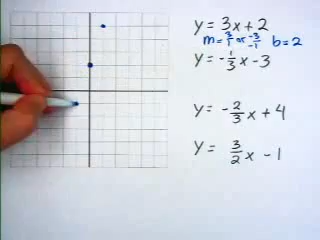 y = 3x + 2
m = 3/1 or -3/-1 b = 2
y = -1/3 x - 3
y = -2/3 x + 4
y = 3/2 x - 1